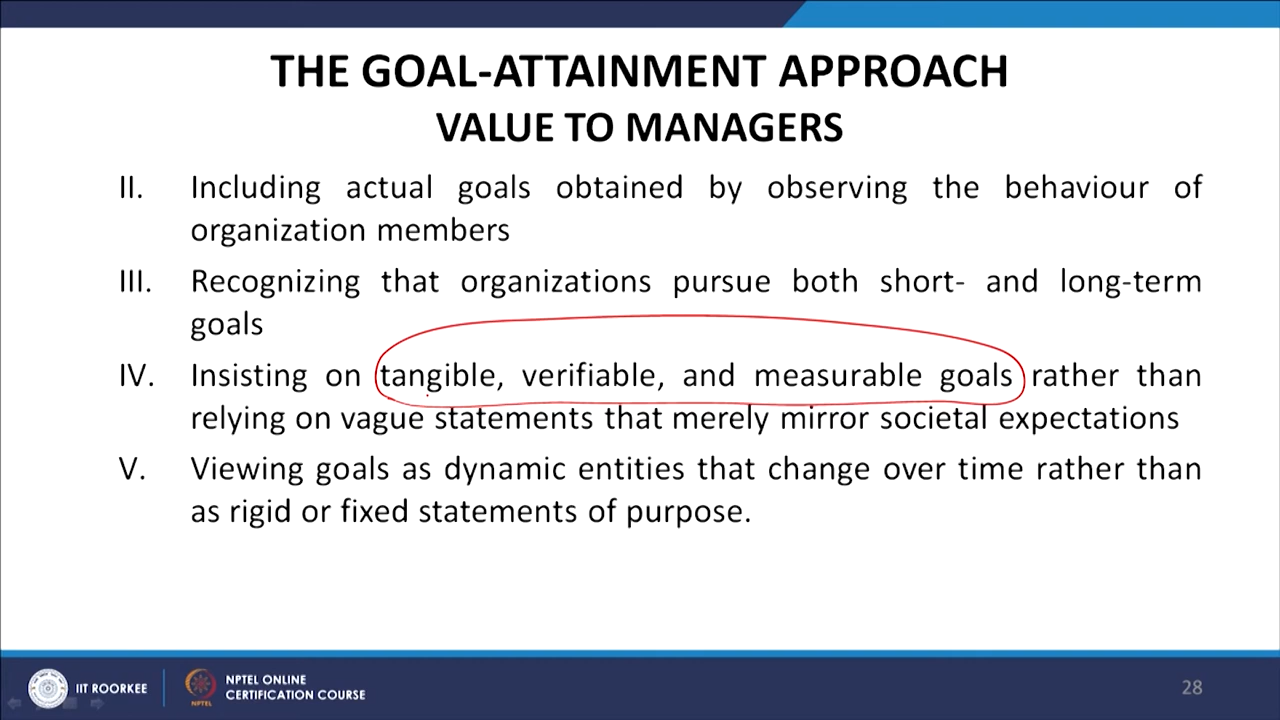 THE GOAL-ATTAINMENT APPROACH
VALUE TO MANAGERS
II. Including actual goals obtained by observing the behaviour of
organization members
III. Recognizing that organizations pursue both short- and long-term
goals
IV. Insisting on tangible, verifiable, and measurable goals rather than
relying on vague statements that merely mirror societal expectations
V. Viewing goals as dynamic entities that change over time rather than
as rigid or fixed statements of purpose.
IIT ROORKEE
NPTEL
NPTEL ONLINE
CERTIFICATION COURSE
28